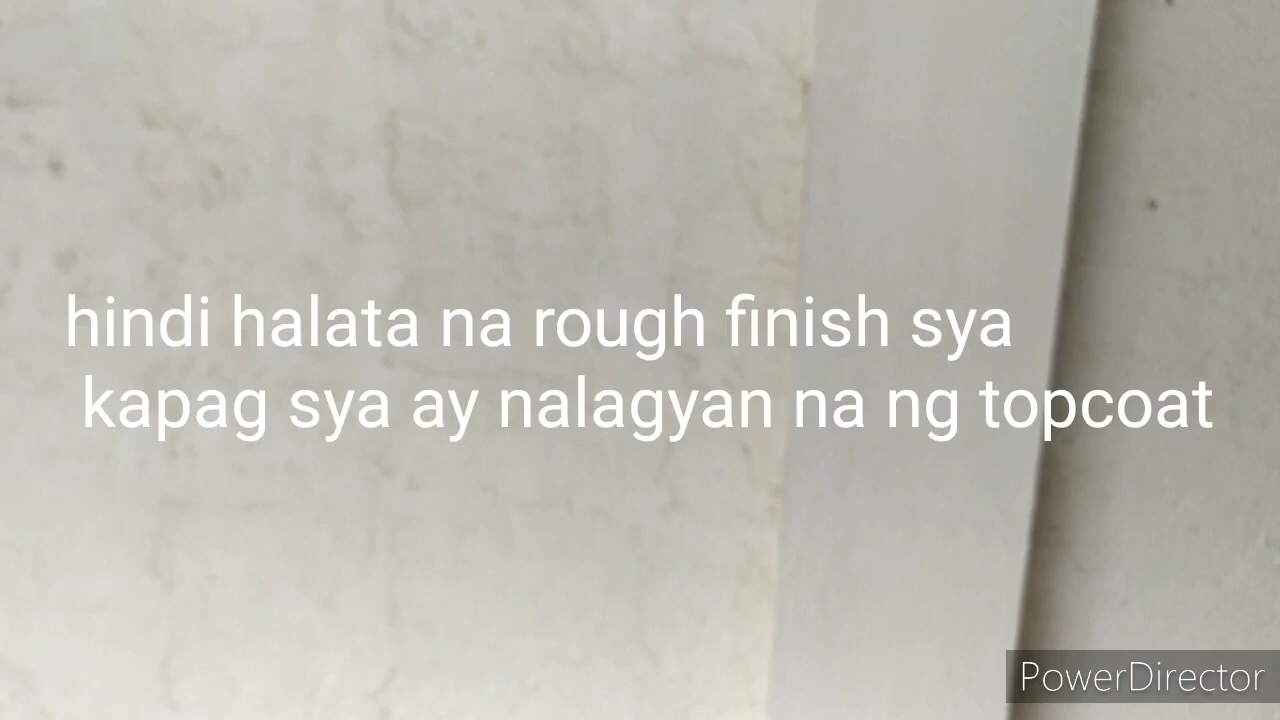 hindi halata na rough finish sya
kapag sya ay nalagyan na ng topcoat
PowerDirector